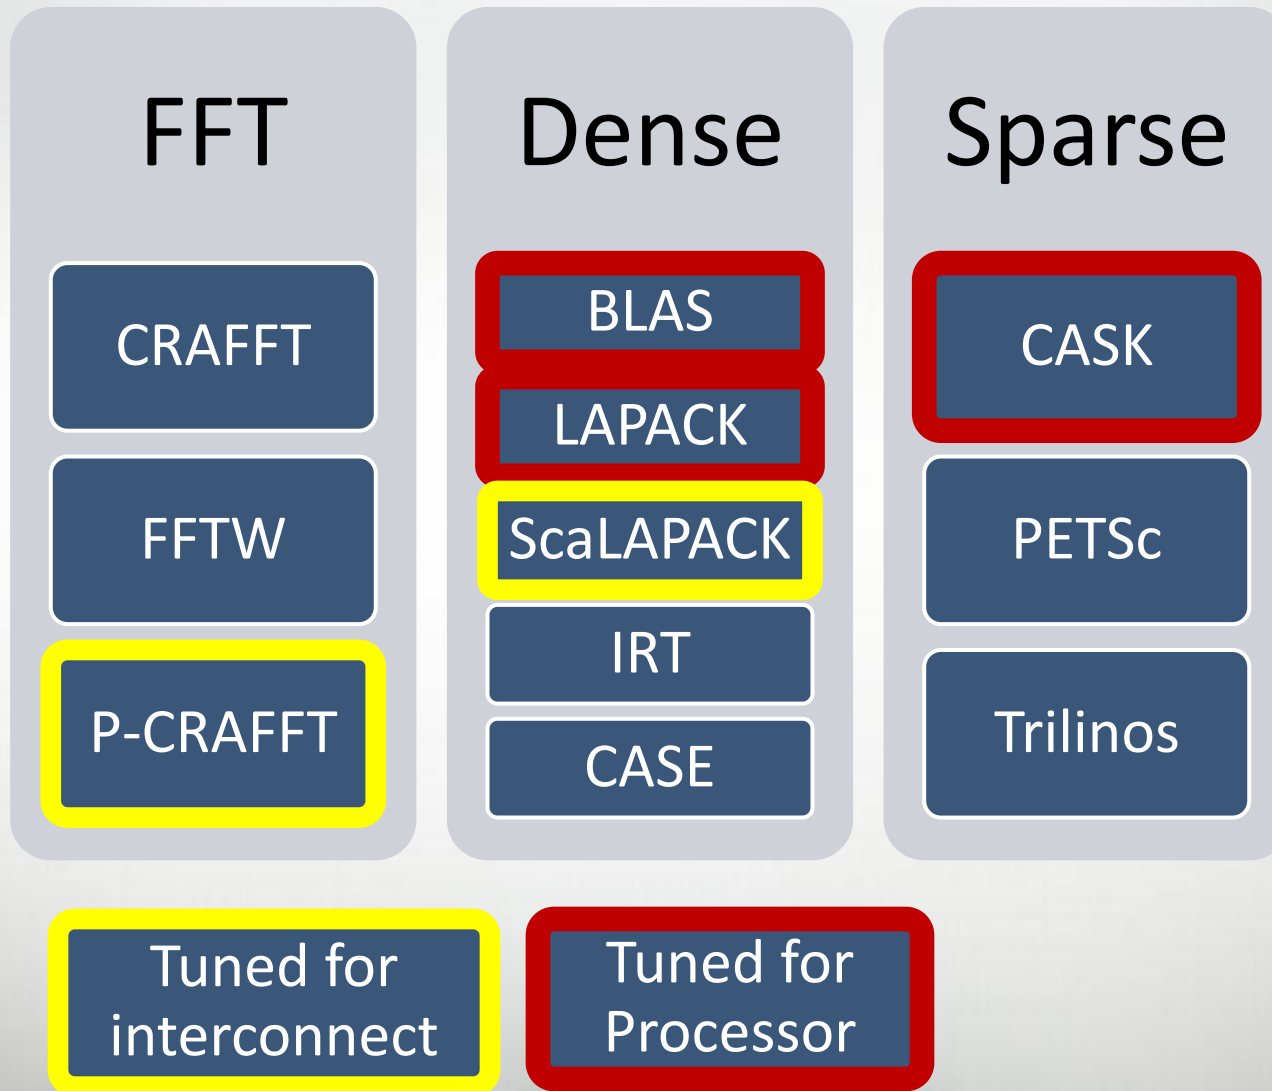 FFT
CRAFFT
FFTW
P-CRAFFT
Dense
BLAS
LAPACK
ScaLAPACK
IRT
CASE
Sparse
CASK
PETSc
Trilinos
Tuned for
interconnect
Tuned for
Processor